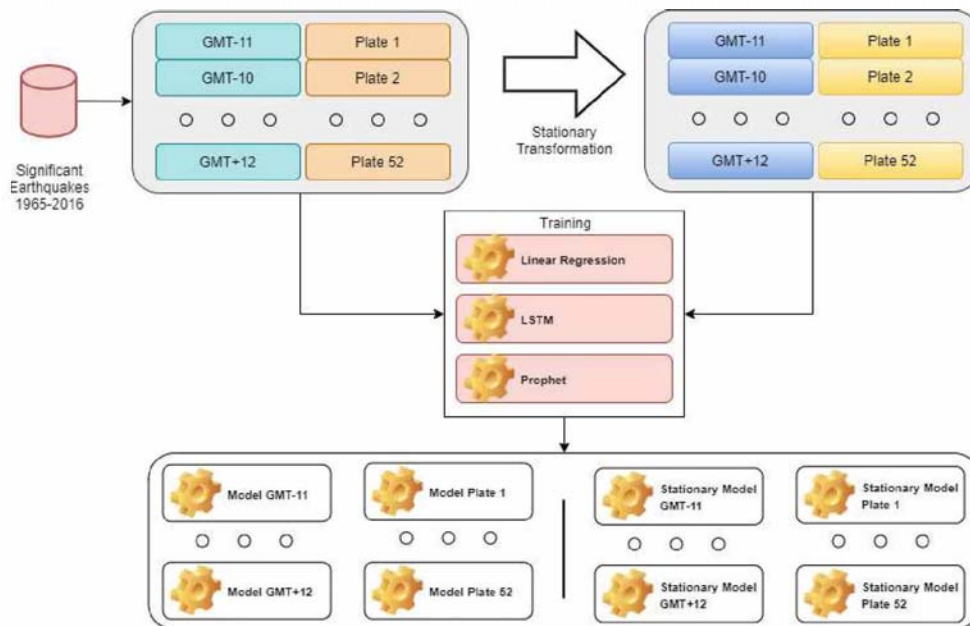 GMT-11
Plate 1
GMT-11
Plate 1
GMT-10
Plate 2
GMT-10
Plate 2
Stationary
Transformation
GMT+12
Plate 52
GMT+12
Plate 52
Significant
Earthquakes
1965-2016
Training
Linear Regression
LSTM
Prophet
Model GMT-11
Model Plate 1
Stationary Model
GMT-11
Stationary Model
Plate 1
Model GMT+12
Model Plate 52
Stationary Model
GMT+12
Stationary Model
Plate 52